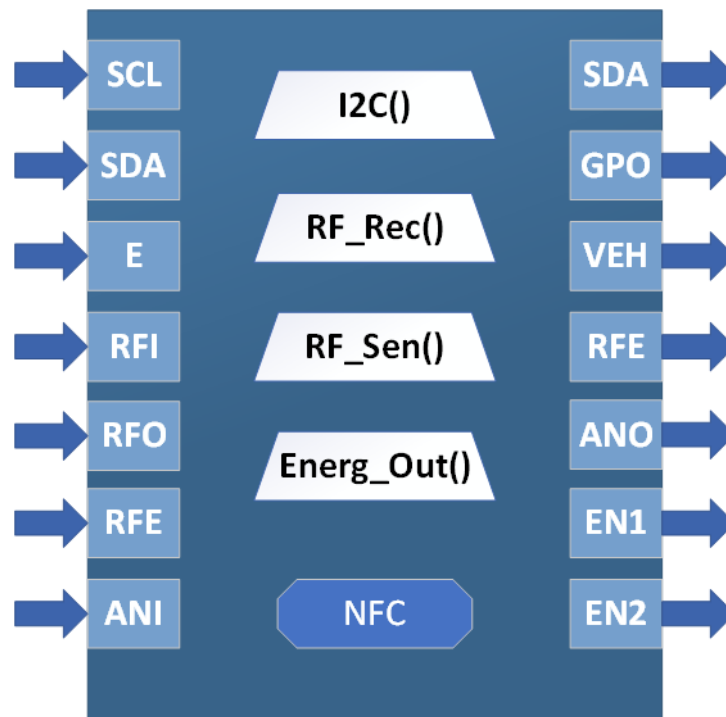 SCL
SDA
E
RFI
RFO
RFE
ANI
I2C()
RF_Rec()
RF_Sen()
Energ_Out()
NFC
SDA
GPO
VEH
RFE
ANO
EN1
EN2